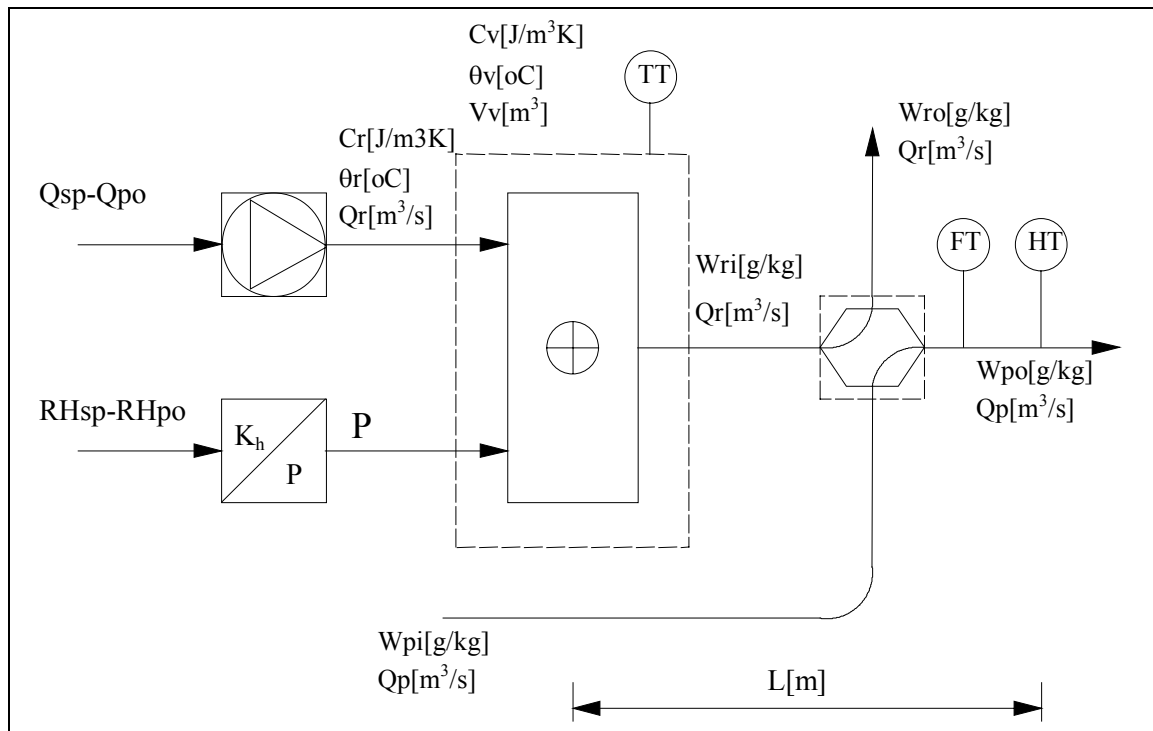 Cv[J/m³K]
θv[oC]
Vv[m³]
TT
Cr[J/m3K]
θr[oC]
Qr[m³/s]
Qsp-Qpo
Wro[g/kg]
Qr[m³/s]
FT
HT
Wri[g/kg]
Qr[m³/s]
Wpo[g/kg]
Qp[m³/s]
RHsp-RHpo
Kₕ
P
P
Wpi[g/kg]
Qp[m³/s]
L[m]